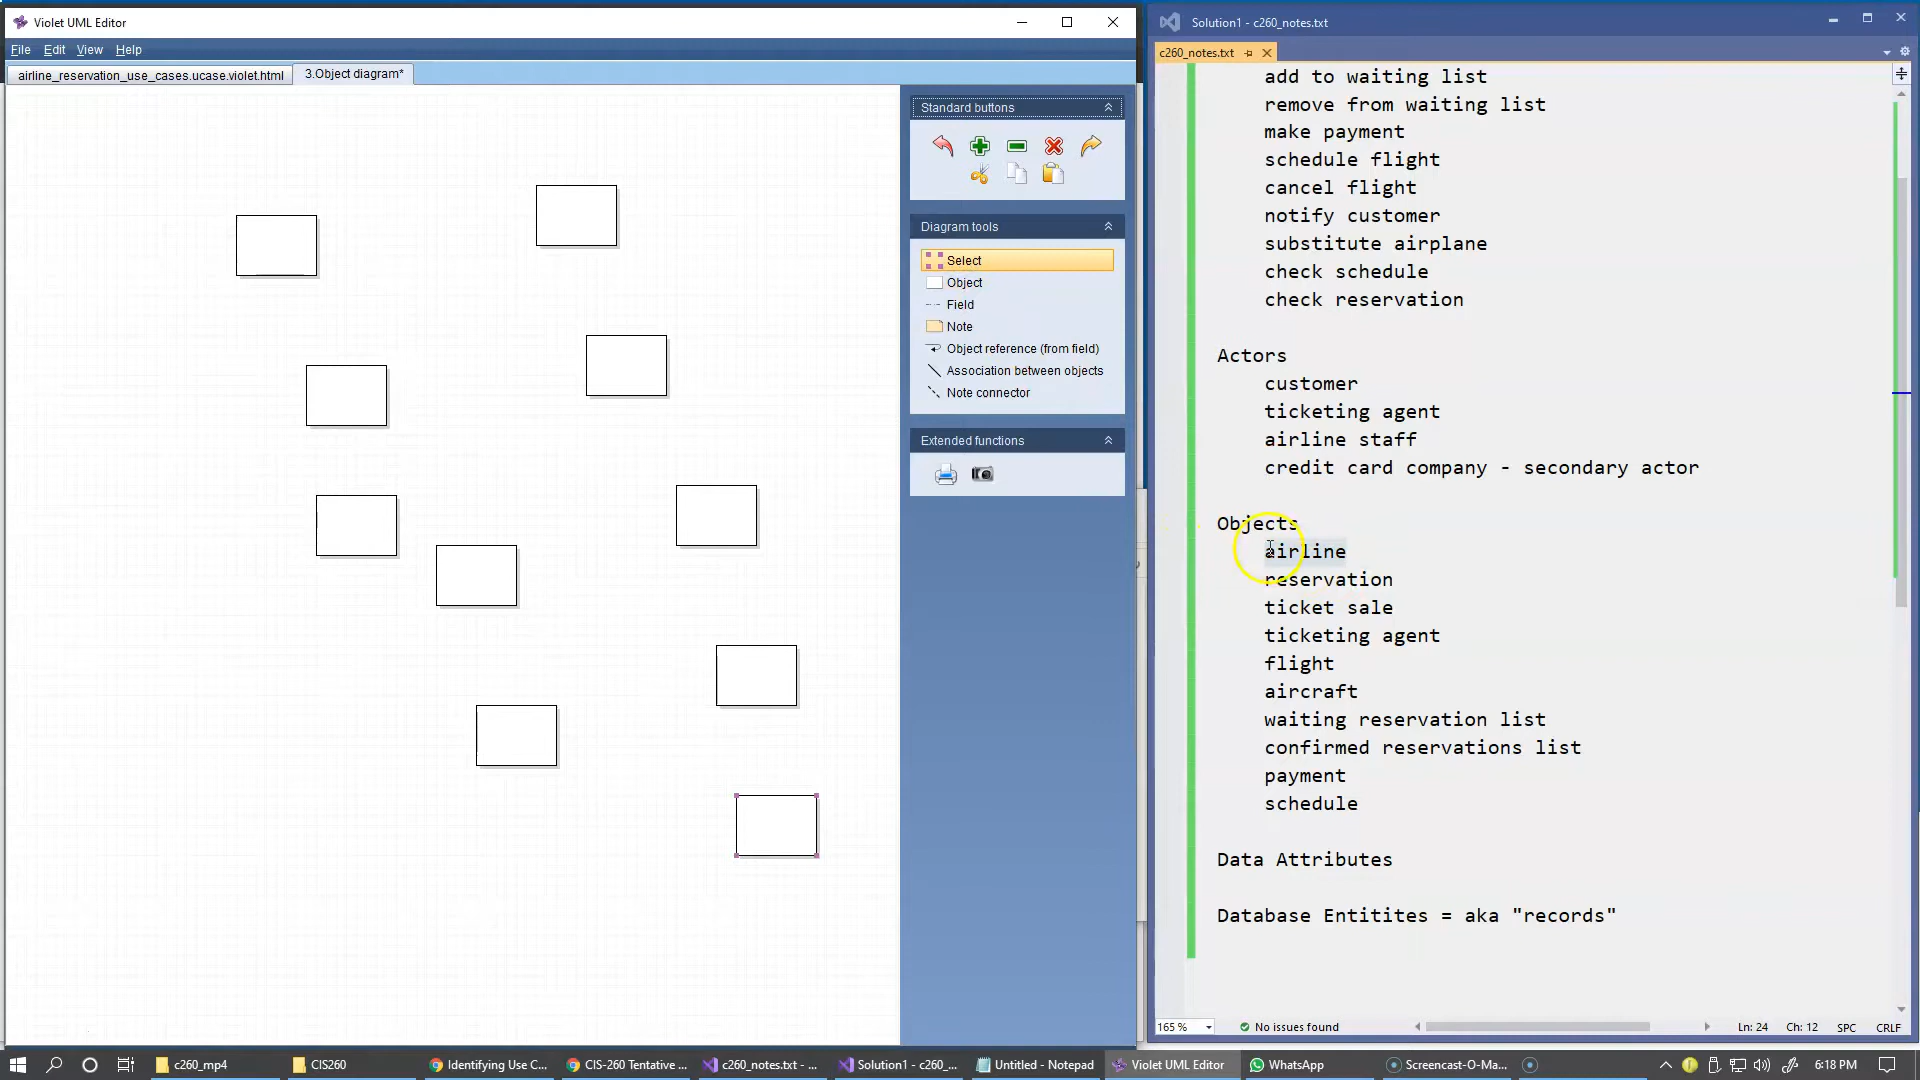 Violet UML Editor
File Edit View Help
airline_reservation_use_cases.ucase.violet.html
3.Object diagram*
Standard buttons
Diagram tools
Select
Object
Field
Note
Object reference (from field)
Association between objects
Note connector
Extended functions
Solution1 - c260_notes.txt
c260_notes.txt
add to waiting list
remove from waiting list
make payment
schedule flight
cancel flight
notify customer
substitute airplane
check schedule
check reservation
Actors
customer
ticketing agent
airline staff
credit card company - secondary actor
Objects
airline
reservation
ticket sale
ticketing agent
flight
aircraft
waiting reservation list
confirmed reservations list
payment
schedule
Data Attributes
Database Entitites = aka "records"
165 % No issues found Ln: 24 Ch: 12 SPC CRLF
c260_mp4 CIS260 Identifying Use C... CIS-260 Tentative ... c260_notes.txt - ... Solution1 - c260_... Untitled - Notepad Violet UML Editor WhatsApp Screencast-O-Ma... 6:18 PM